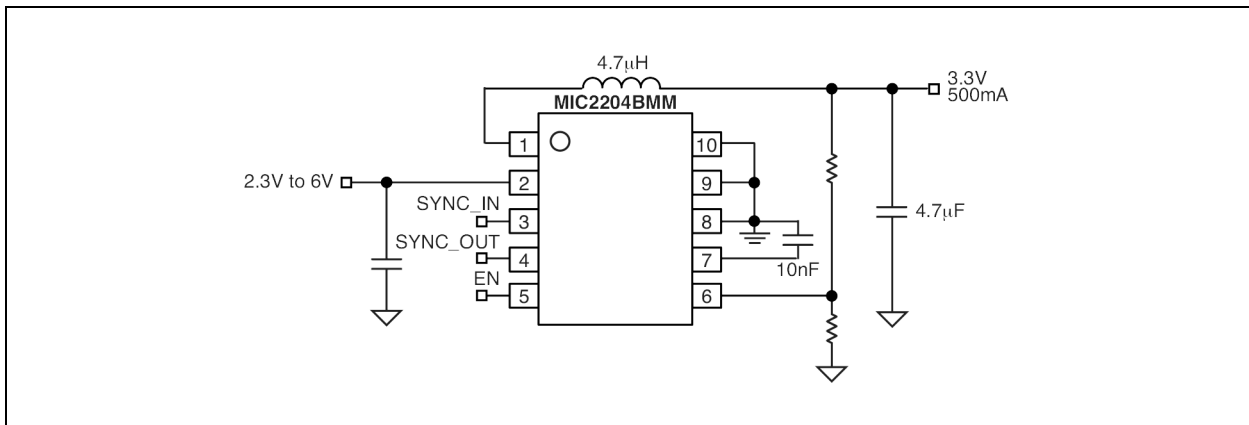 4.7μH
MIC2204BMM
3.3V
500mA
1
10
2.3V to 6V
2
9
SYNC_IN
3
8
SYNC_OUT
4
7
10nF
4.7μF
EN
5
6